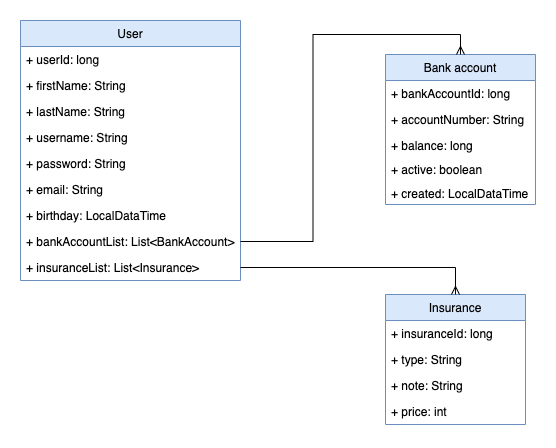 User
+ userId: long
+ firstName: String
+ lastName: String
+ username: String
+ password: String
+ email: String
+ birthday: LocalDataTime
+ bankAccountList: List<BankAccount>
+ insuranceList: List<Insurance>
Bank account
+ bankAccountId: long
+ accountNumber: String
+ balance: long
+ active: boolean
+ created: LocalDataTime
Insurance
+ insuranceId: long
+ type: String
+ note: String
+ price: int